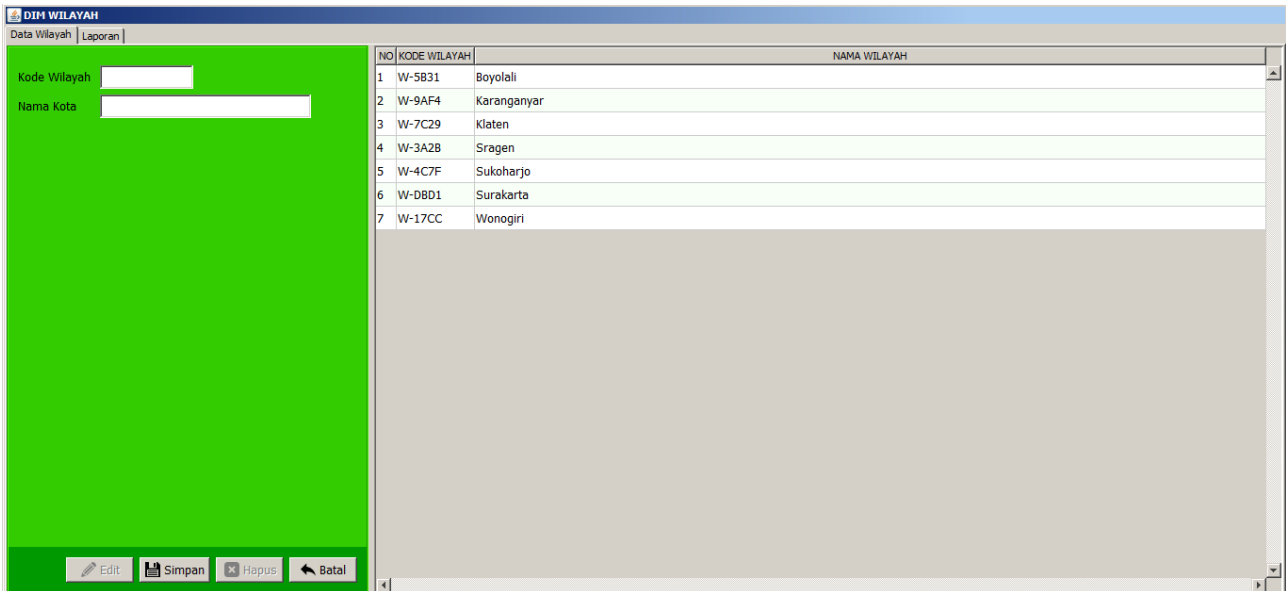 DIM WILAYAH
Data Wilayah Laporan
Kode Wilayah
Nama Kota
NO KODE WILAYAH NAMA WILAYAH
1 W-5B31 Boyolali
2 W-9AF4 Karanganyar
3 W-7C29 Klaten
4 W-3A2B Sragen
5 W-4C7F Sukoharjo
6 W-DBD1 Surakarta
7 W-17CC Wonogiri
Edit Simpan Hapus Batal